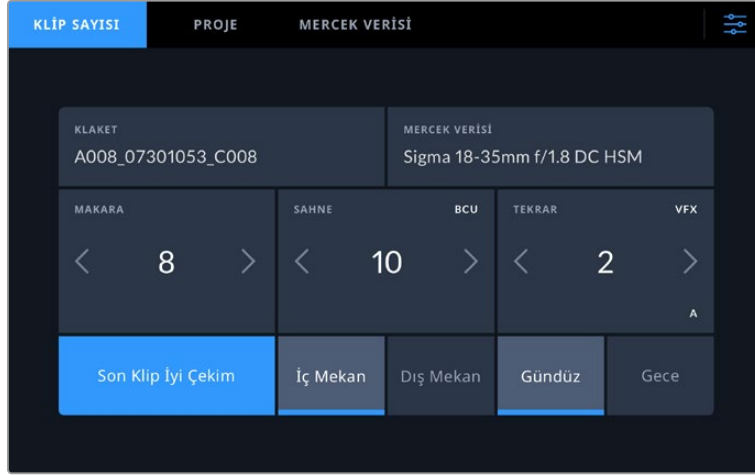 KLİP SAYISI PROJE MERCEK VERİSİ
KLAKET MERCEK VERİSİ
A008_07301053_C008 Sigma 18-35mm f/1.8 DC HSM
MAKARA SAHNE BCU TEKRAR VFX
8 10 2
A
Son Klip İyi Çekim İç Mekan Dış Mekan Gündüz Gece